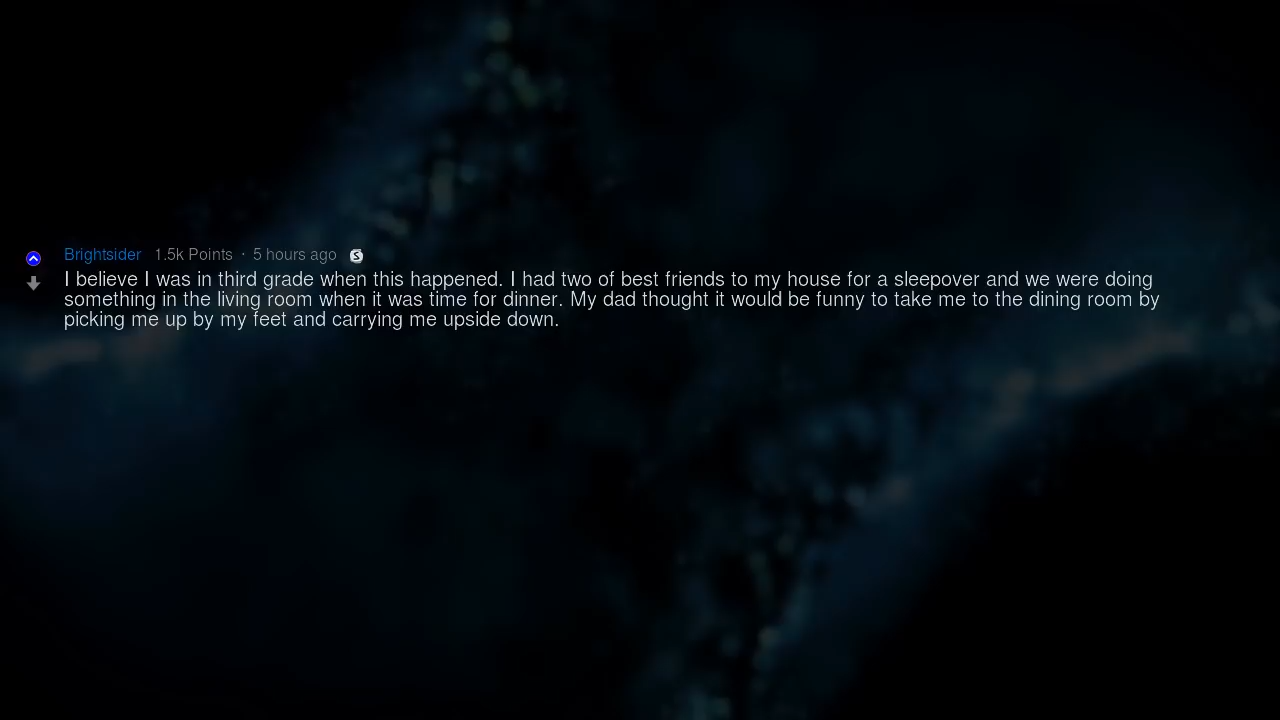 Brightsider 1.5k Points · 5 hours ago
I believe I was in third grade when this happened. I had two of best friends to my house for a sleepover and we were doing
something in the living room when it was time for dinner. My dad thought it would be funny to take me to the dining room by
picking me up by my feet and carrying me upside down.